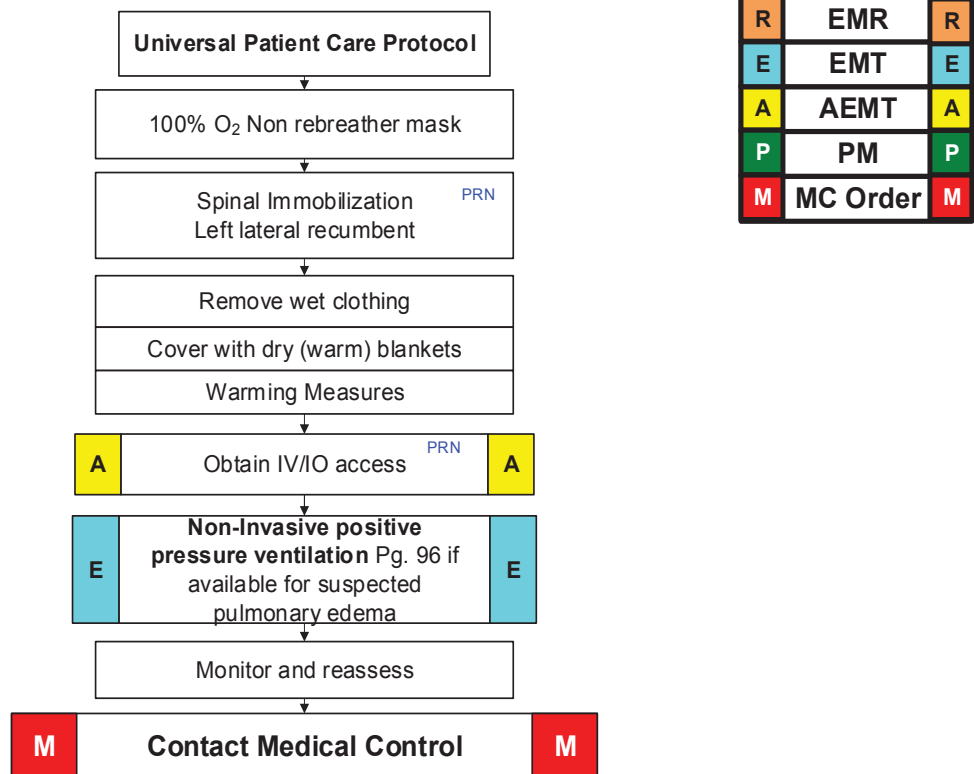 Universal Patient Care Protocol
100% O₂ Non rebreather mask
Spinal Immobilization PRN
Left lateral recumbent
Remove wet clothing
Cover with dry (warm) blankets
Warming Measures
A Obtain IV/IO access PRN A
Non-Invasive positive
pressure ventilation Pg. 96 if
E available for suspected E
pulmonary edema
Monitor and reassess
M Contact Medical Control M
R EMR R
E EMT E
A AEMT A
P PM P
M MC Order M